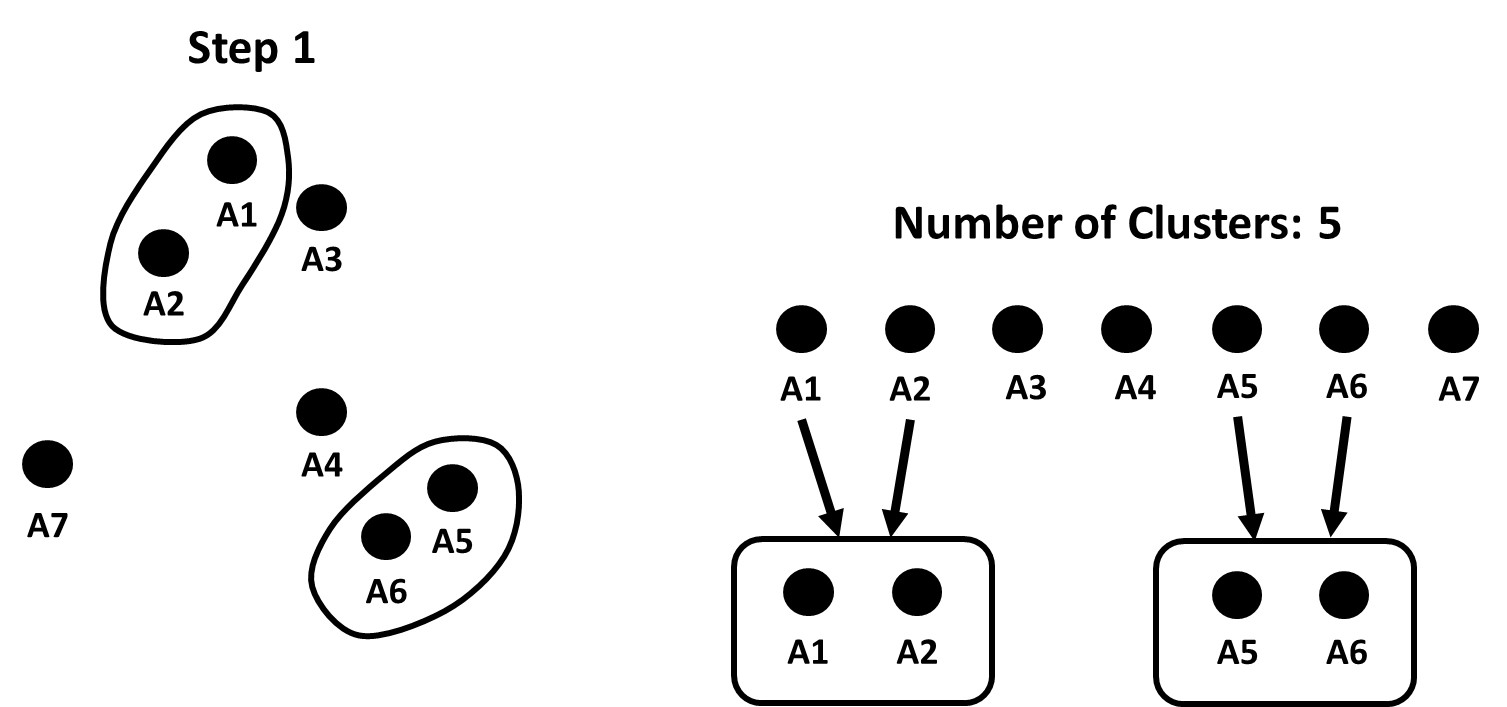 Step 1
A1
A3
A2
A4
A7
A5
A6
Number of Clusters: 5
A1 A2 A3 A4 A5 A6 A7
A1 A2 A5 A6